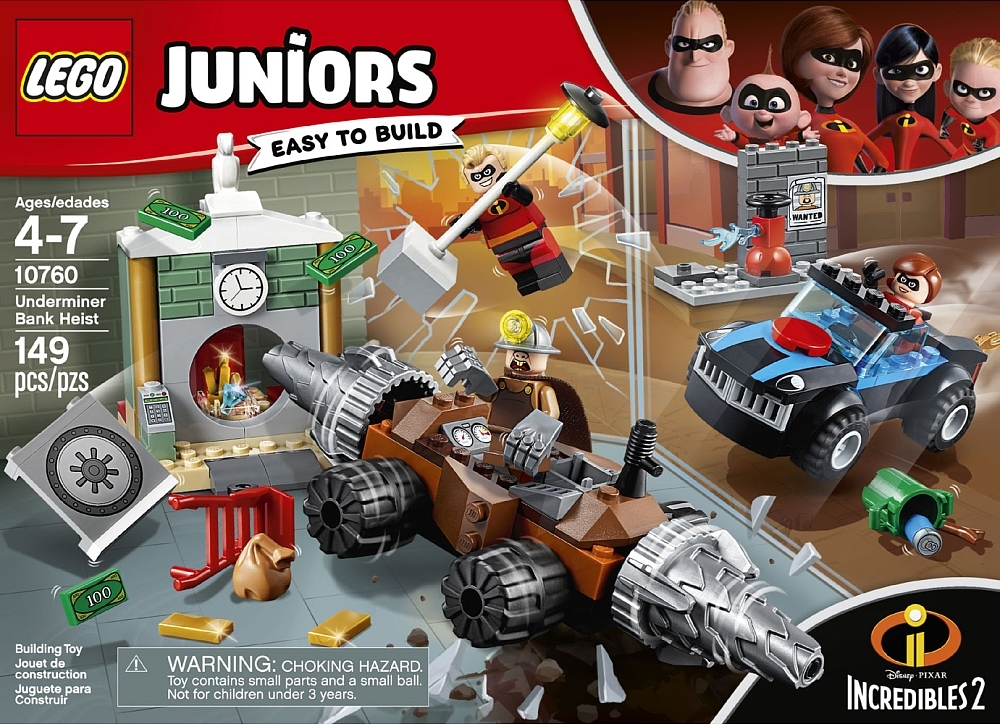 LEGO
JUNIORS
EASY TO BUILD
Ages/edades
4-7
10760
Underminer
Bank Heist
149
pcs/pzs
100
100
WANTED
100
Building Toy
Jouet de
construction
Juguete para
Construir
WARNING: CHOKING HAZARD.
Toy contains small parts and a small ball.
Not for children under 3 years.
Disney · PIXAR
INCREDIBLES 2